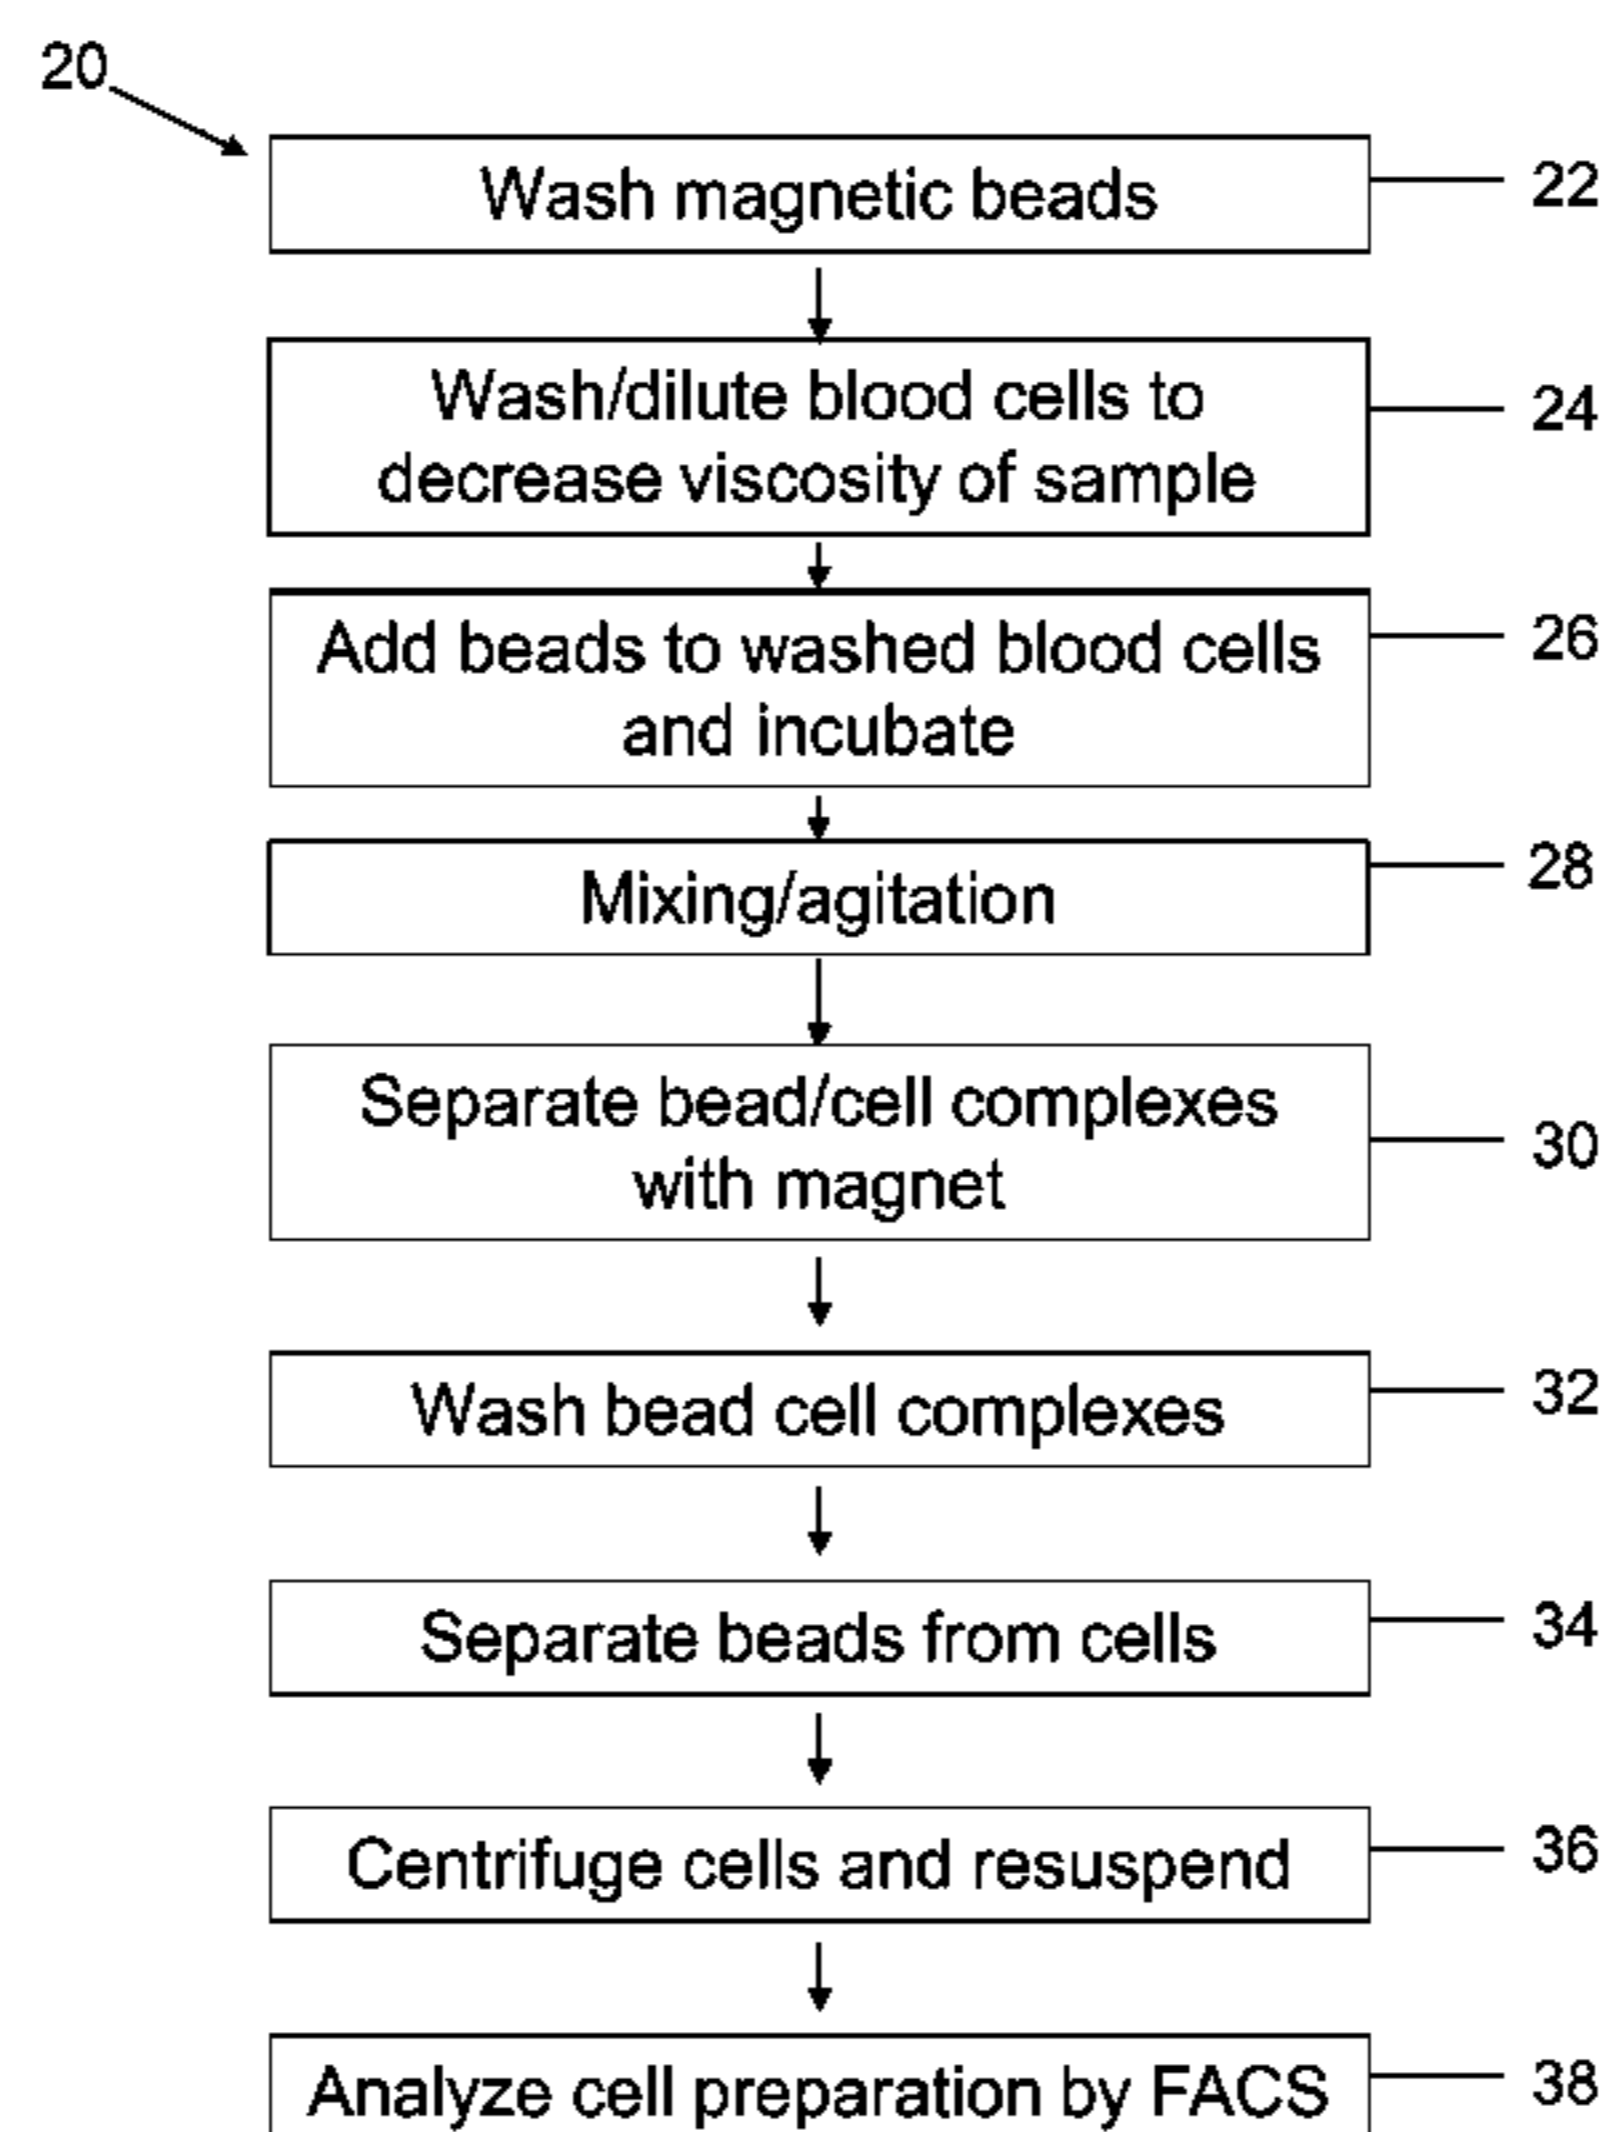 20
Wash magnetic beads 22
Wash/dilute blood cells to
decrease viscosity of sample 24
Add beads to washed blood cells
and incubate 26
Mixing/agitation 28
Separate bead/cell complexes
with magnet 30
Wash bead cell complexes 32
Separate beads from cells 34
Centrifuge cells and resuspend 36
Analyze cell preparation by FACS 38